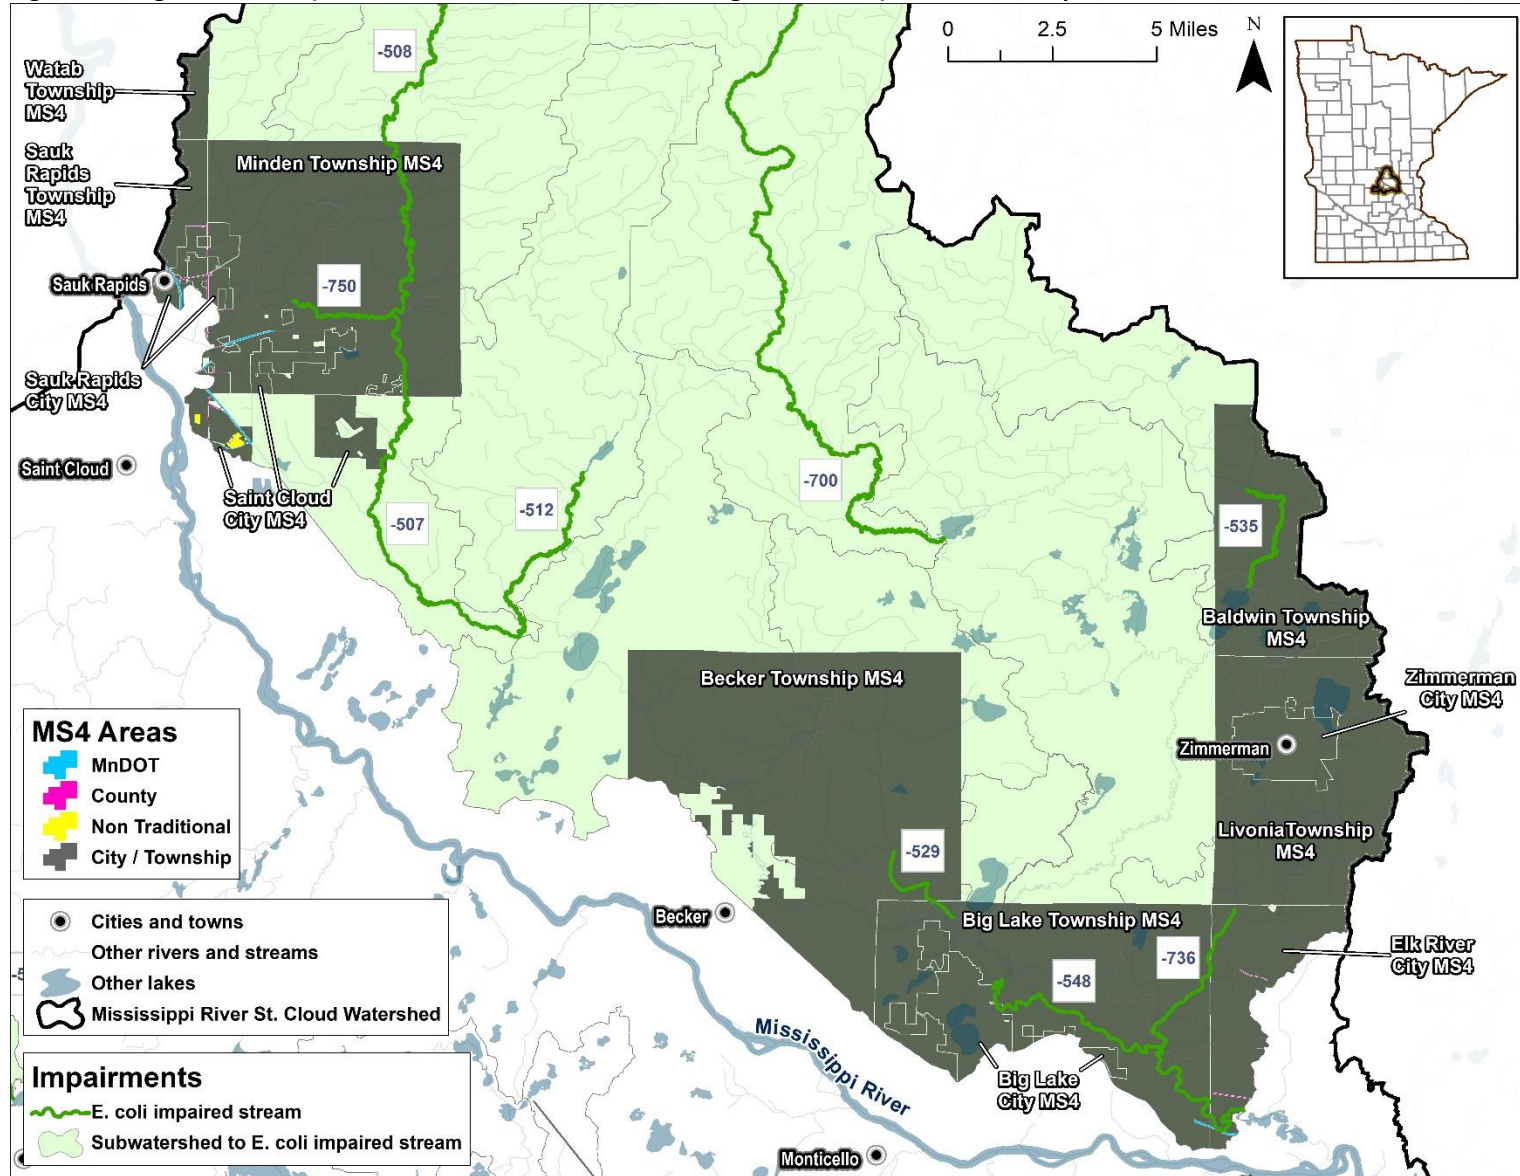 -508
0 2.5 5 Miles
N
Watab
Township
MS4
Sauk
Rapids
Township
MS4
Minden Township MS4
Sauk Rapids
-750
Sauk Rapids
City MS4
Saint Cloud
Saint Cloud
City MS4
-507
-512
-700
-535
Baldwin Township
MS4
Becker Township MS4
Zimmerman
City MS4
Zimmerman
LivoniaTownship
MS4
-529
Becker
Big Lake Township MS4
-736
-548
Elk River
City MS4
Big Lake
City MS4
Mississippi River
Monticello
MS4 Areas
MnDOT
County
Non Traditional
City / Township
Cities and towns
Other rivers and streams
Other lakes
Mississippi River St. Cloud Watershed
Impairments
E. coli impaired stream
Subwatershed to E. coli impaired stream